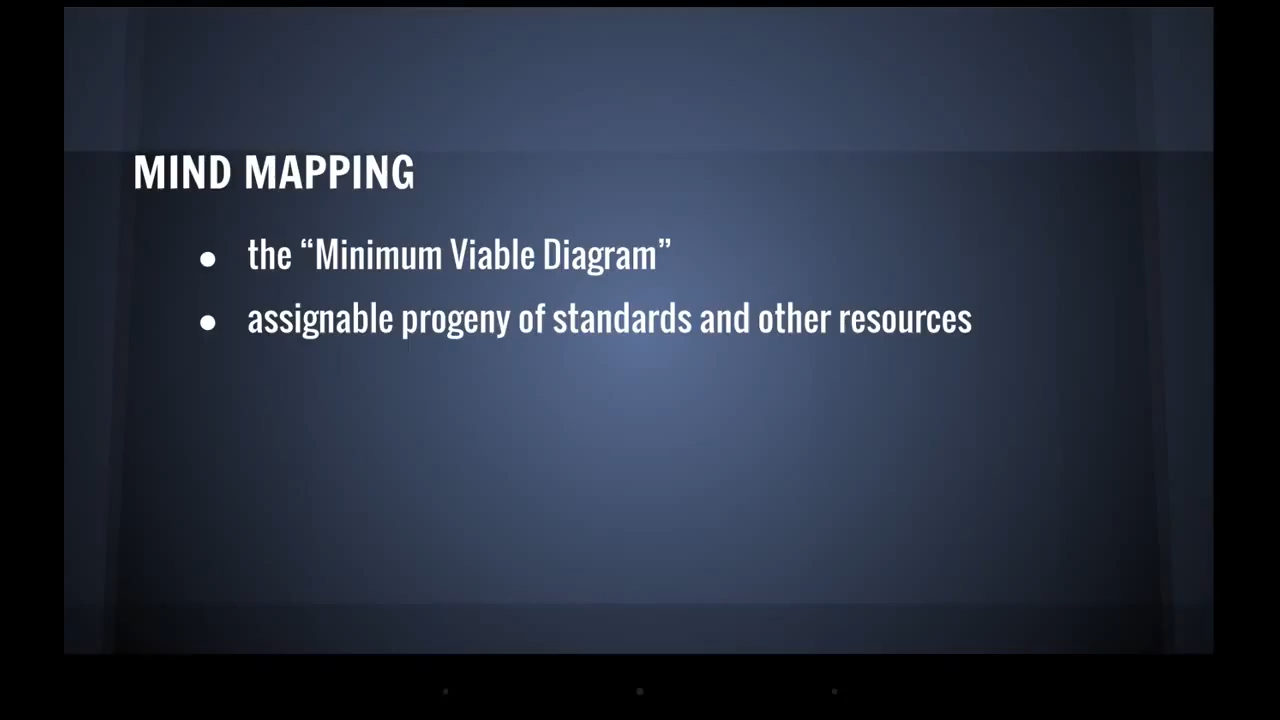 MIND MAPPING
● the “Minimum Viable Diagram”
● assignable progeny of standards and other resources